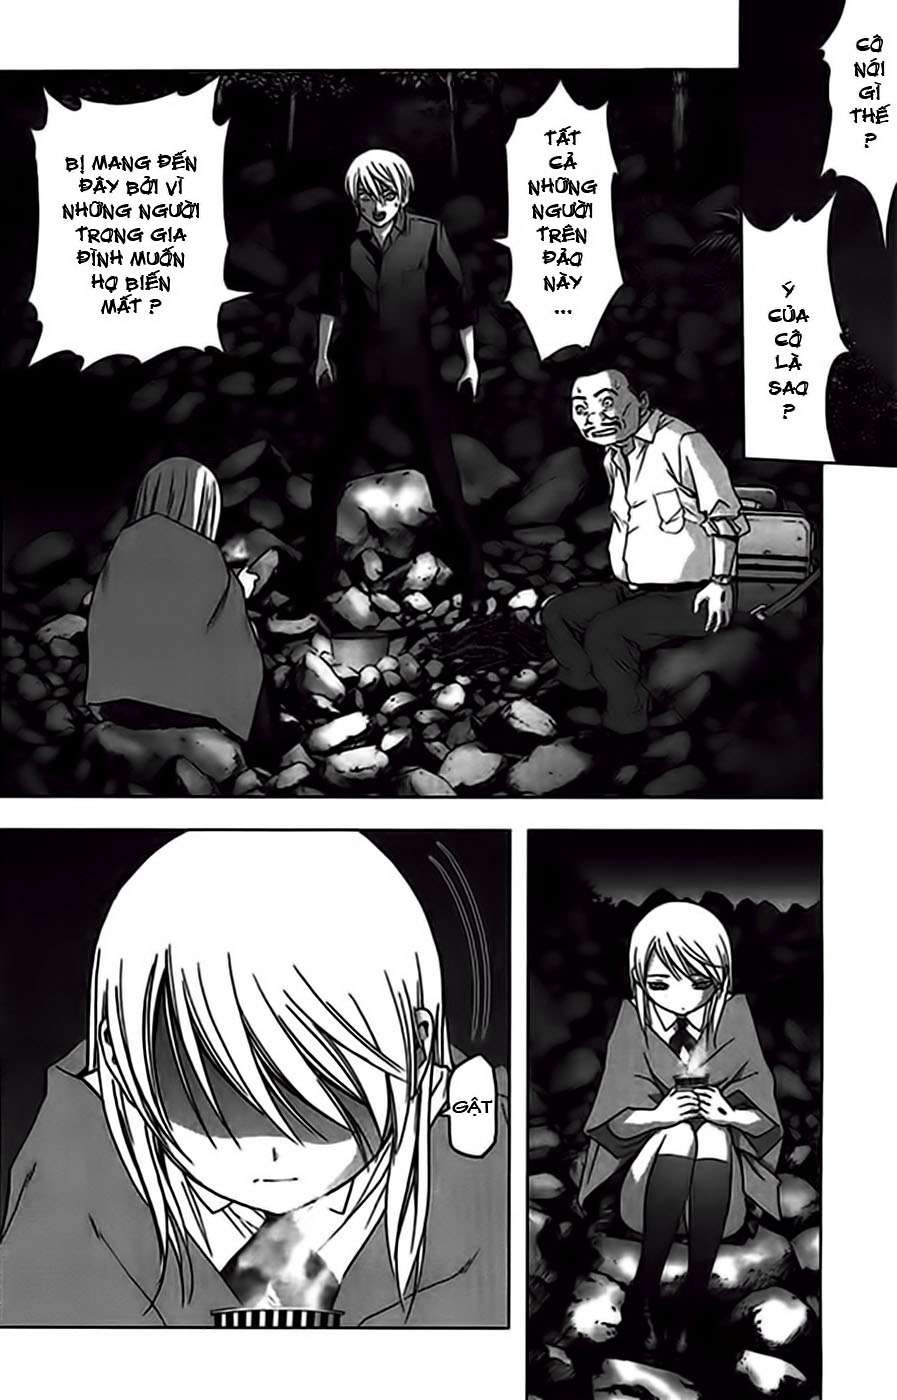 CÔ
NÓI
GÌ
THẾ
?
Ý
CỦA
CÔ
LÀ
SAO
?
TẤT
CẢ
NHỮNG
NGƯỜI
TRÊN
ĐẢO
NÀY
...
BỊ MANG ĐẾN
ĐÂY BỞI VÌ
NHỮNG NGƯỜI
TRONG GIA
ĐÌNH MUỐN
HỌ BIẾN
MẤT ?
GẬT